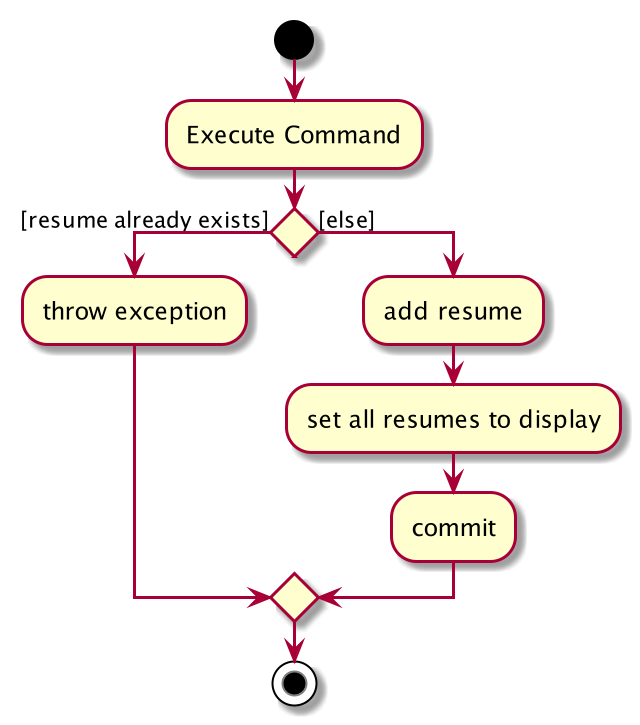 Execute Command
[resume already exists]
[else]
throw exception
add resume
set all resumes to display
commit